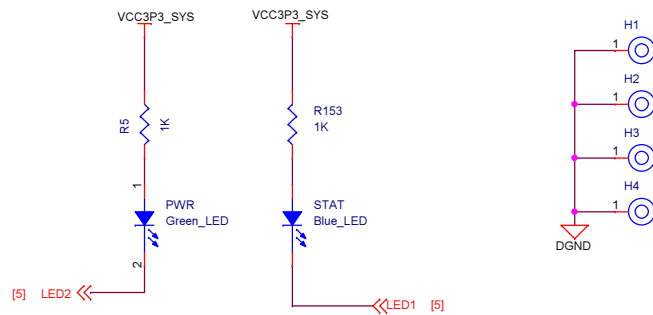 VCC3P3_SYS
VCC3P3_SYS
R5
1K
R153
1K
1
PWR
Green_LED
STAT
Blue_LED
2
[5] LED2
LED1 [5]
H1
1
H2
1
H3
1
H4
1
DGND